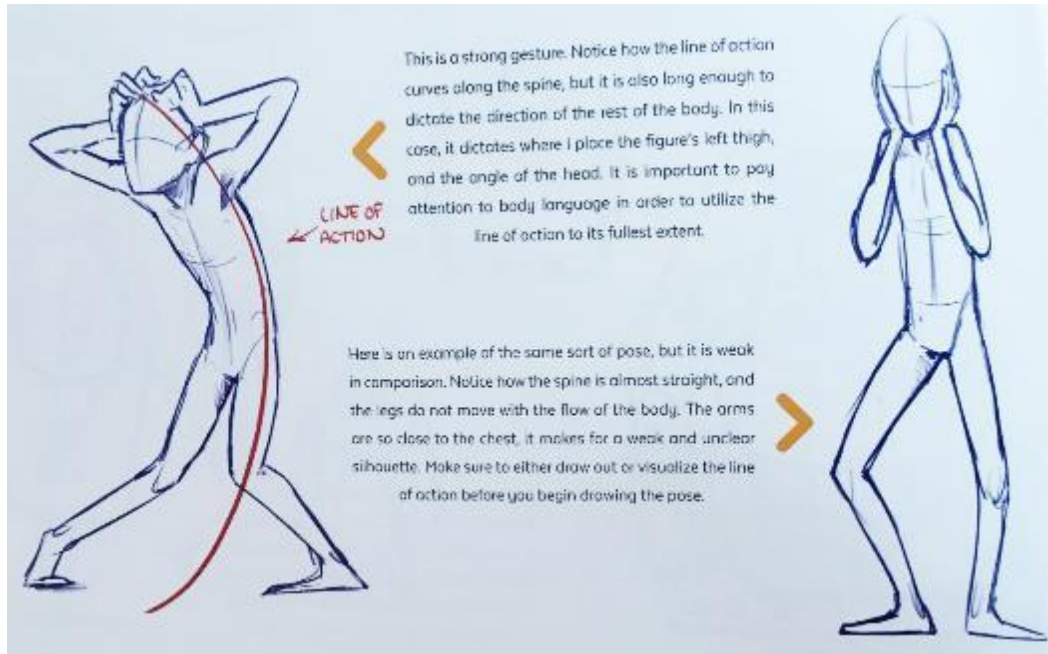 This is a strong gesture. Notice how the line of action
curves along the spine, but it is also long enough to
dictate the direction of the rest of the body. In this
case, it dictates where I place the figure's left thigh,
and the angle of the head. It is important to pay
attention to body language in order to utilize the
line of action to its fullest extent.
LINE OF
ACTION
Here is an example of the same sort of pose, but it is weak
in comparison. Notice how the spine is almost straight, and
the legs do not move with the flow of the body. The arms
are so close to the chest, it makes for a weak and unclear
silhouette. Make sure to either draw out or visualize the line
of action before you begin drawing the pose.